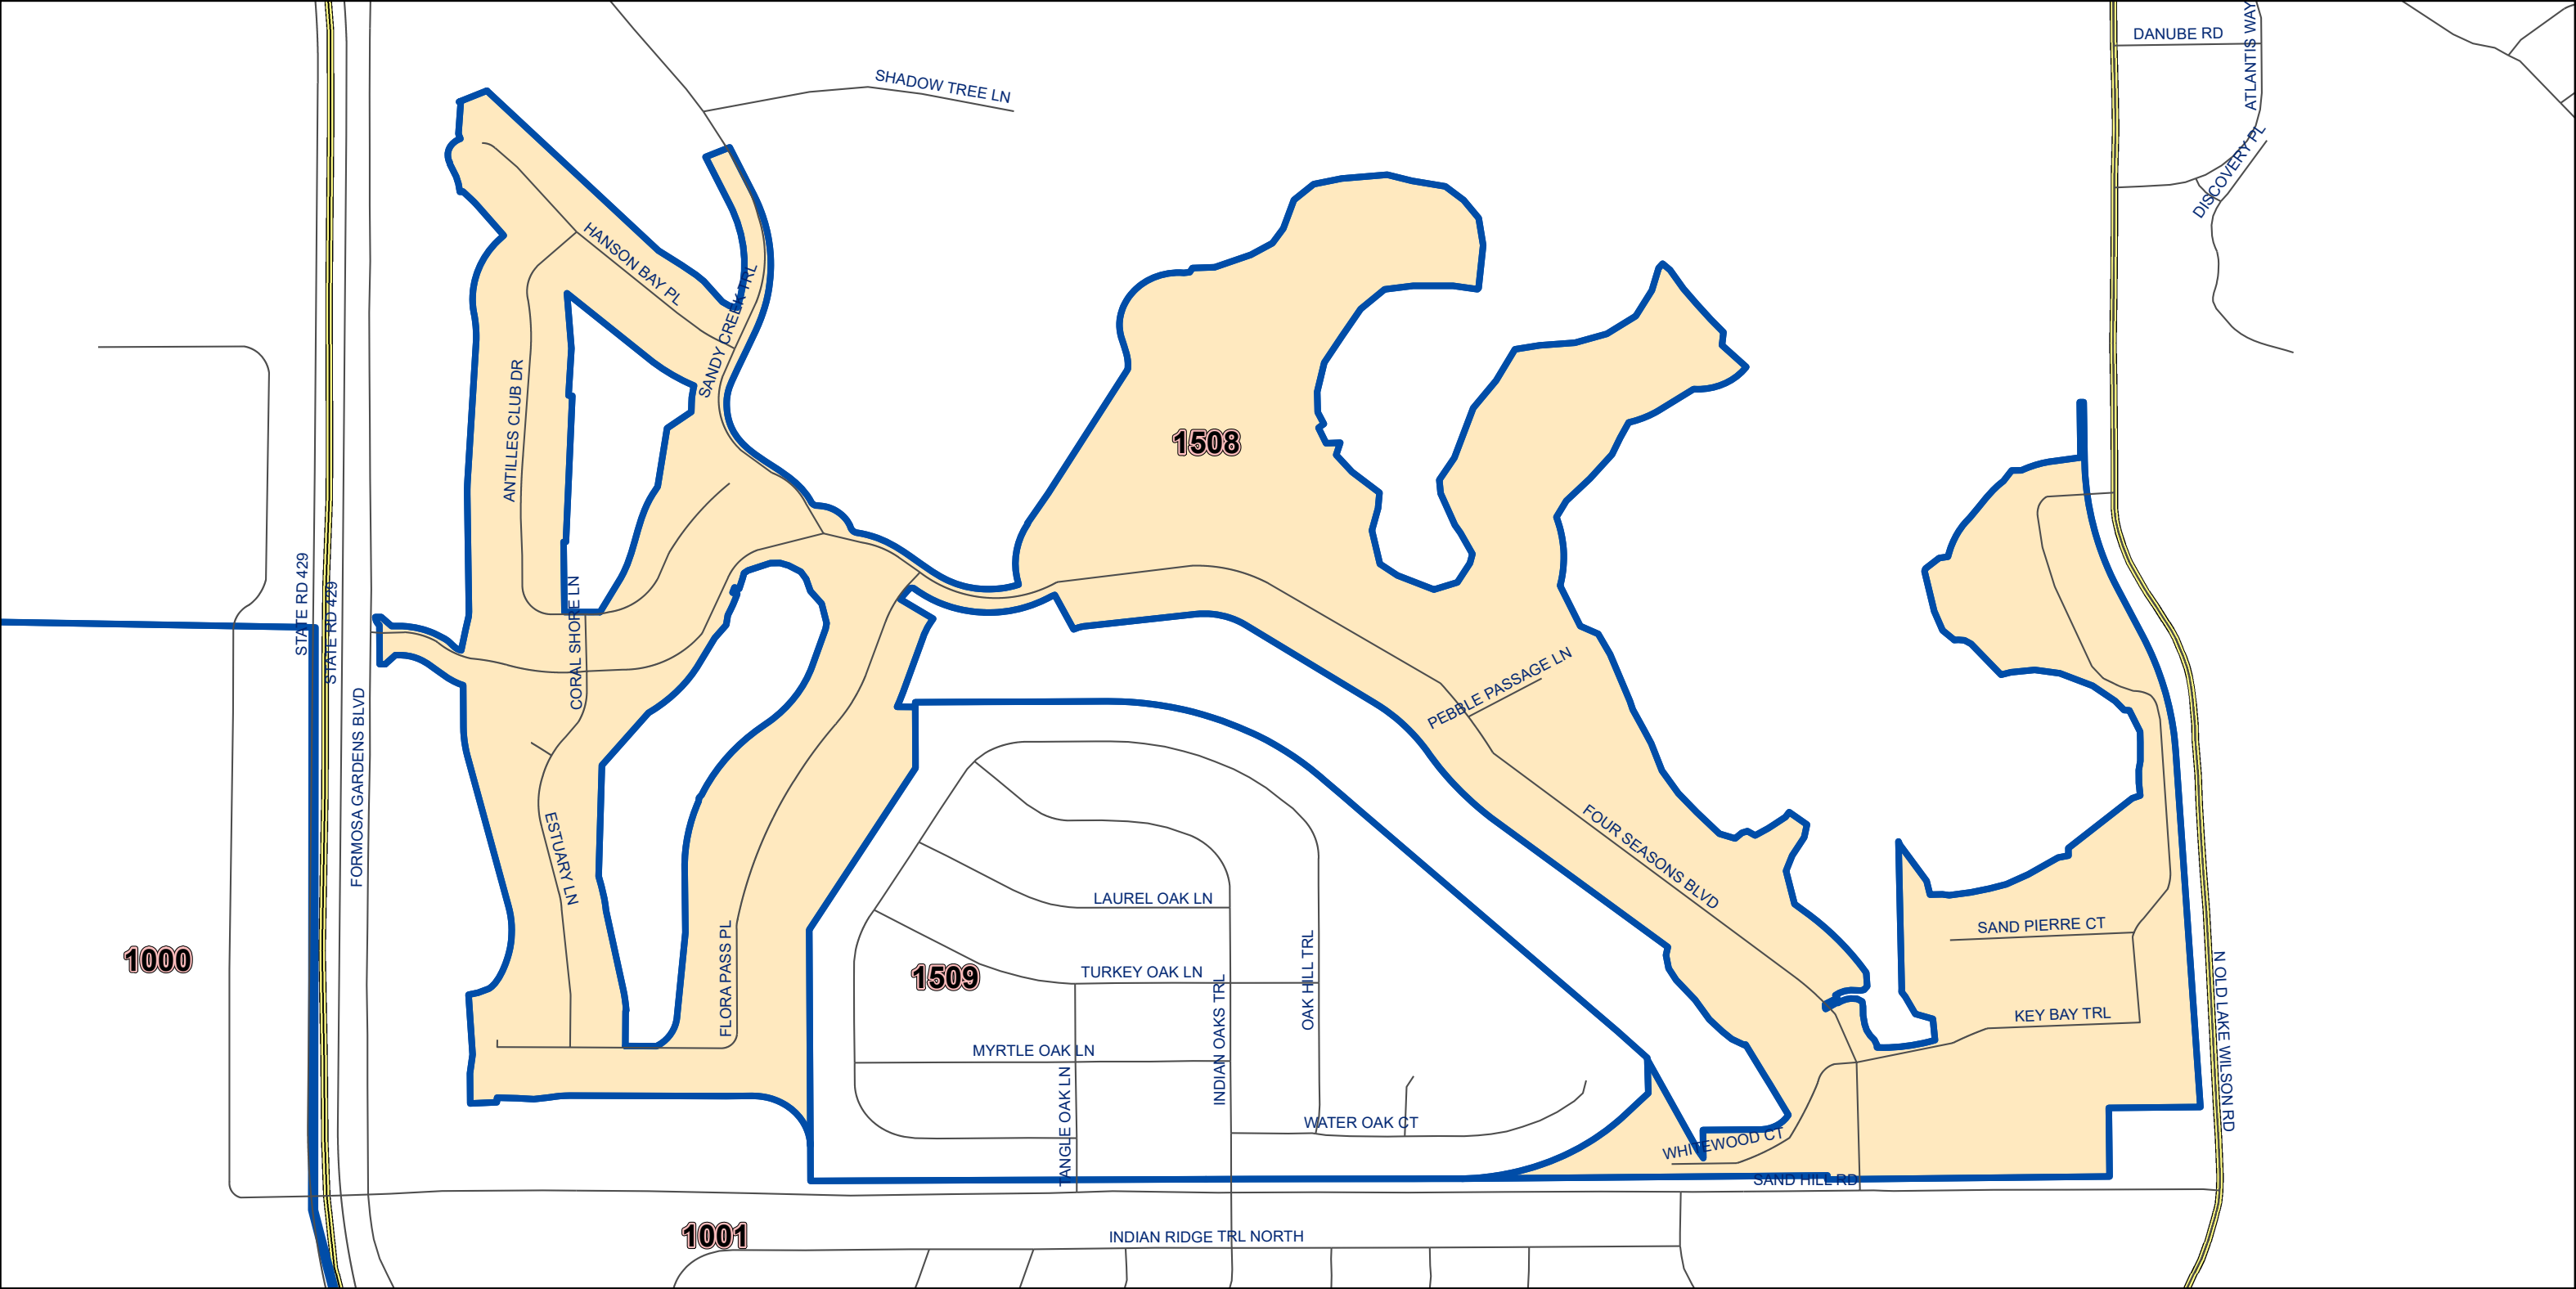 DANUBE RD
ATLANTIS WAY
SHADOW TREE LN
DISCOVERY PL
HANSON BAY PL
SANDY CREEK TRL
ANTILLES CLUB DR
1508
STATE RD 429
STATE RD 429
CORAL SHORE LN
FORMOSA GARDENS BLVD
PEBBLE PASSAGE LN
ESTUARY LN
FOUR SEASONS BLVD
LAUREL OAK LN
SAND PIERRE CT
1000
FLORA PASS PL
1509
TURKEY OAK LN
INDIAN OAKS TRL
OAK HILL TRL
KEY BAY TRL
N OLD LAKE WILSON RD
MYRTLE OAK LN
TANGLE OAK LN
WATER OAK CT
WHITEWOOD CT
SAND HILL RD
1001
INDIAN RIDGE TRL NORTH